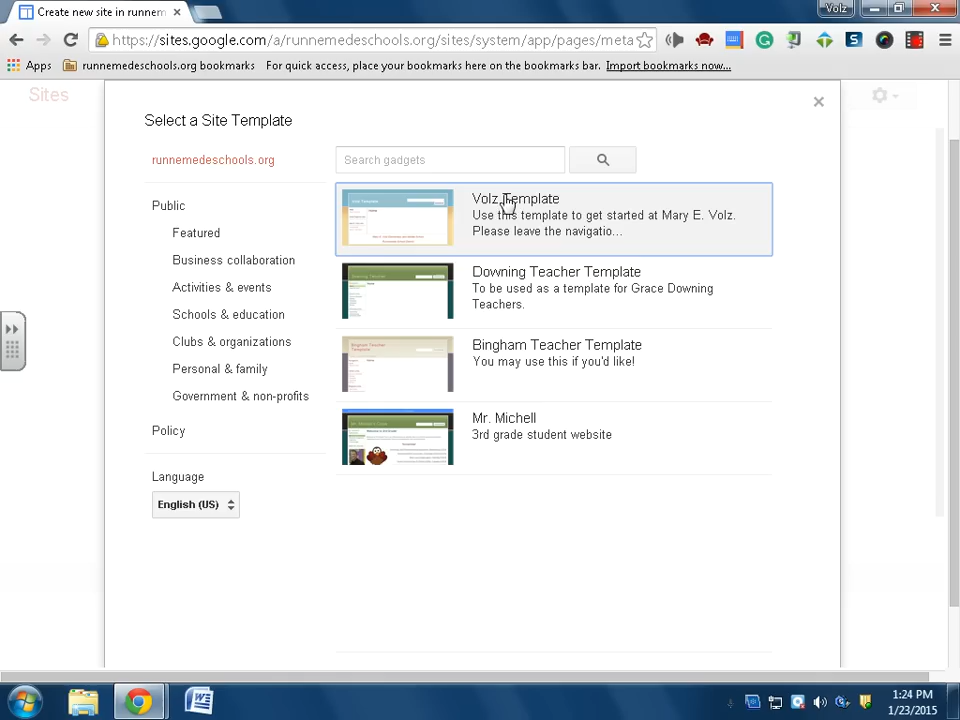 Create new site in runnem
Volz
https://sites.google.com/a/runnemedeschools.org/sites/system/app/pages/meta
Apps runnemedeschools.org bookmarks For quick access, place your bookmarks here on the bookmarks bar. Import bookmarks now...
Sites
Select a Site Template
runnemedeschools.org
Search gadgets
Public
Featured
Business collaboration
Activities & events
Schools & education
Clubs & organizations
Personal & family
Government & non-profits
Policy
Language
English (US)
Volz Template
Use this template to get started at Mary E. Volz.
Please leave the navigatio...
Downing Teacher Template
To be used as a template for Grace Downing
Teachers.
Bingham Teacher Template
You may use this if you'd like!
Mr. Michell
3rd grade student website
1:24 PM
1/23/2015